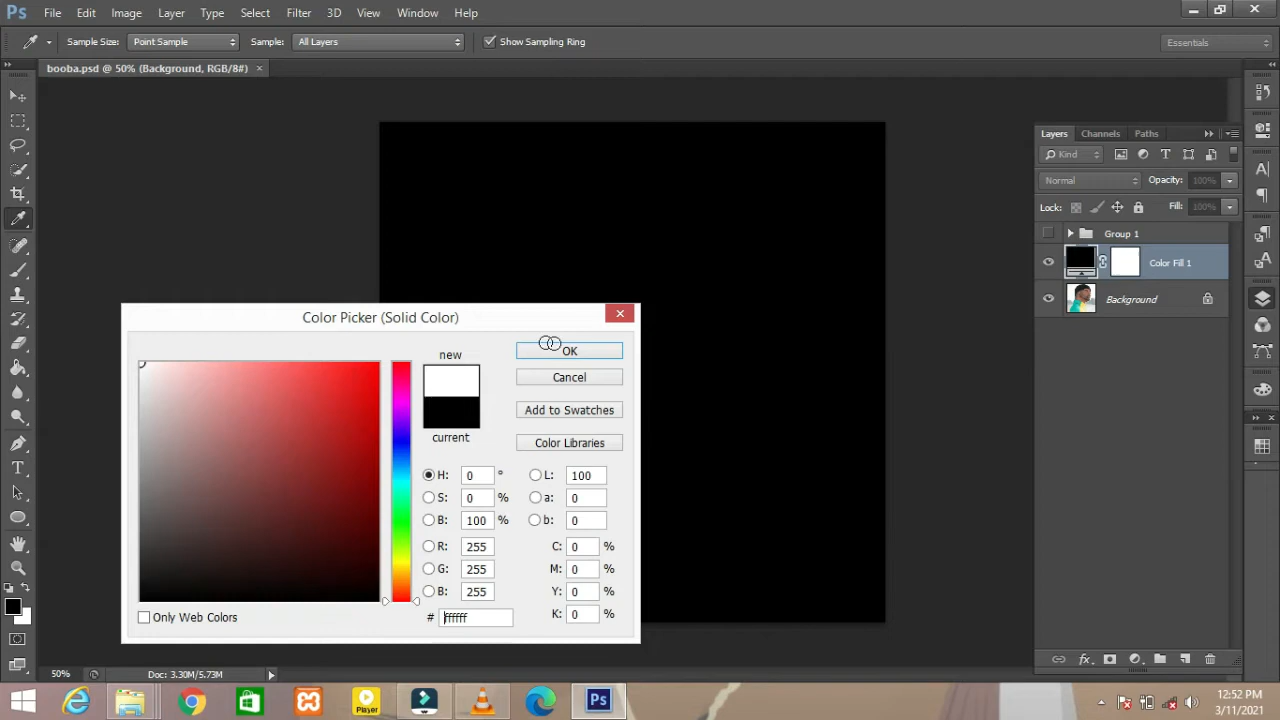 Ps File Edit Image Layer Type Select Filter 3D View Window Help
Sample Size: Point Sample Sample: All Layers Show Sampling Ring Essentials
booba.psd @ 50% (Background, RGB/8#) ×
Layers Channels Paths
Kind
Normal Opacity: 100%
Lock: Fill: 100%
Group 1
Color Fill 1
Background
Color Picker (Solid Color)
new
current
OK
Cancel
Add to Swatches
Color Libraries
H: 0 ° L: 100
S: 0 % a: 0
B: 100 % b: 0
R: 255 C: 0 %
G: 255 M: 0 %
B: 255 Y: 0 %
# ffffff K: 0 %
Only Web Colors
50% Doc: 3.30M/5.73M
Player
Ps
12:52 PM
3/11/2021